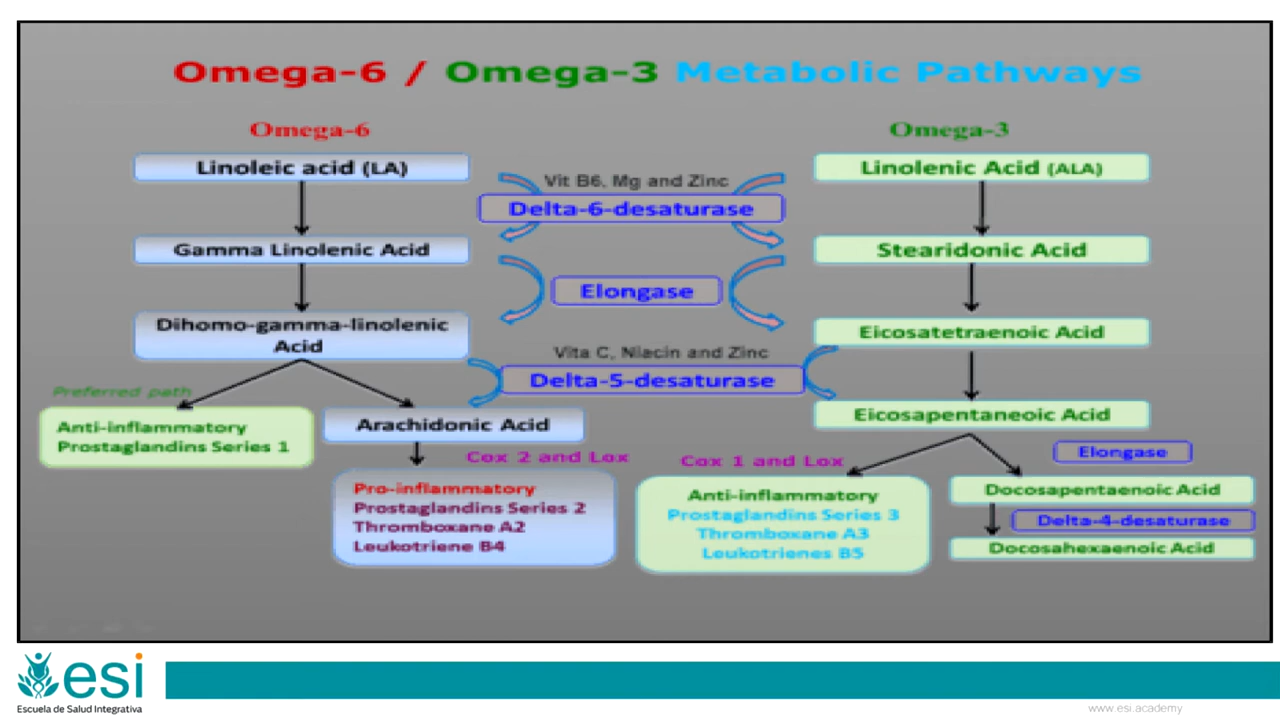 Omega-6 / Omega-3 Metabolic Pathways
Omega-6
Omega-3
Linoleic acid (LA)
Vit B6, Mg and Zinc
Linolenic Acid (ALA)
Delta-6-desaturase
Gamma Linolenic Acid
Stearidonic Acid
Elongase
Dihomo-gamma-linolenic
Acid
Eicosatetraenoic Acid
Vita C, Niacin and Zinc
Delta-5-desaturase
Preferred path
Anti-inflammatory
Prostaglandins Series 1
Arachidonic Acid
Eicosapentaneoic Acid
Cox 2 and Lox
Cox 1 and Lox
Elongase
Pro-inflammatory
Prostaglandins Series 2
Thromboxane A2
Leukotriene B4
Anti-inflammatory
Prostaglandins Series 3
Thromboxane A3
Leukotrienes B5
Docosapentaenoic Acid
Delta-4-desaturase
Docosahexaenoic Acid
esi
Escuela de Salud Integrativa
www.esi.academy